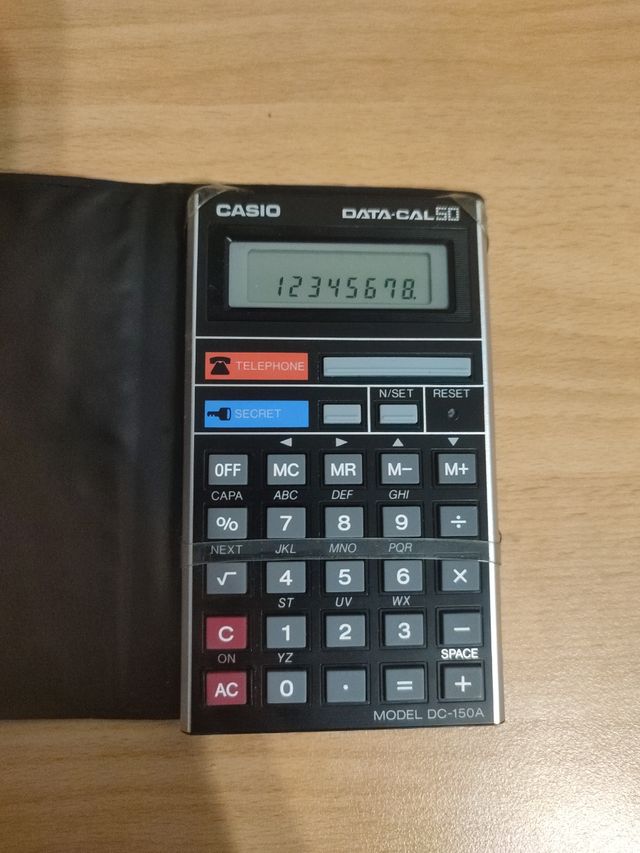 CASIO DATA-CAL 50
12345678.
TELEPHONE
N/SET RESET
SECRET
OFF MC MR M− M+
CAPA ABC DEF GHI
% 7 8 9 ÷
NEXT JKL MNO PQR
√ 4 5 6 ×
ST UV WX
C 1 2 3 −
ON YZ SPACE
AC 0 · = +
MODEL DC-150A